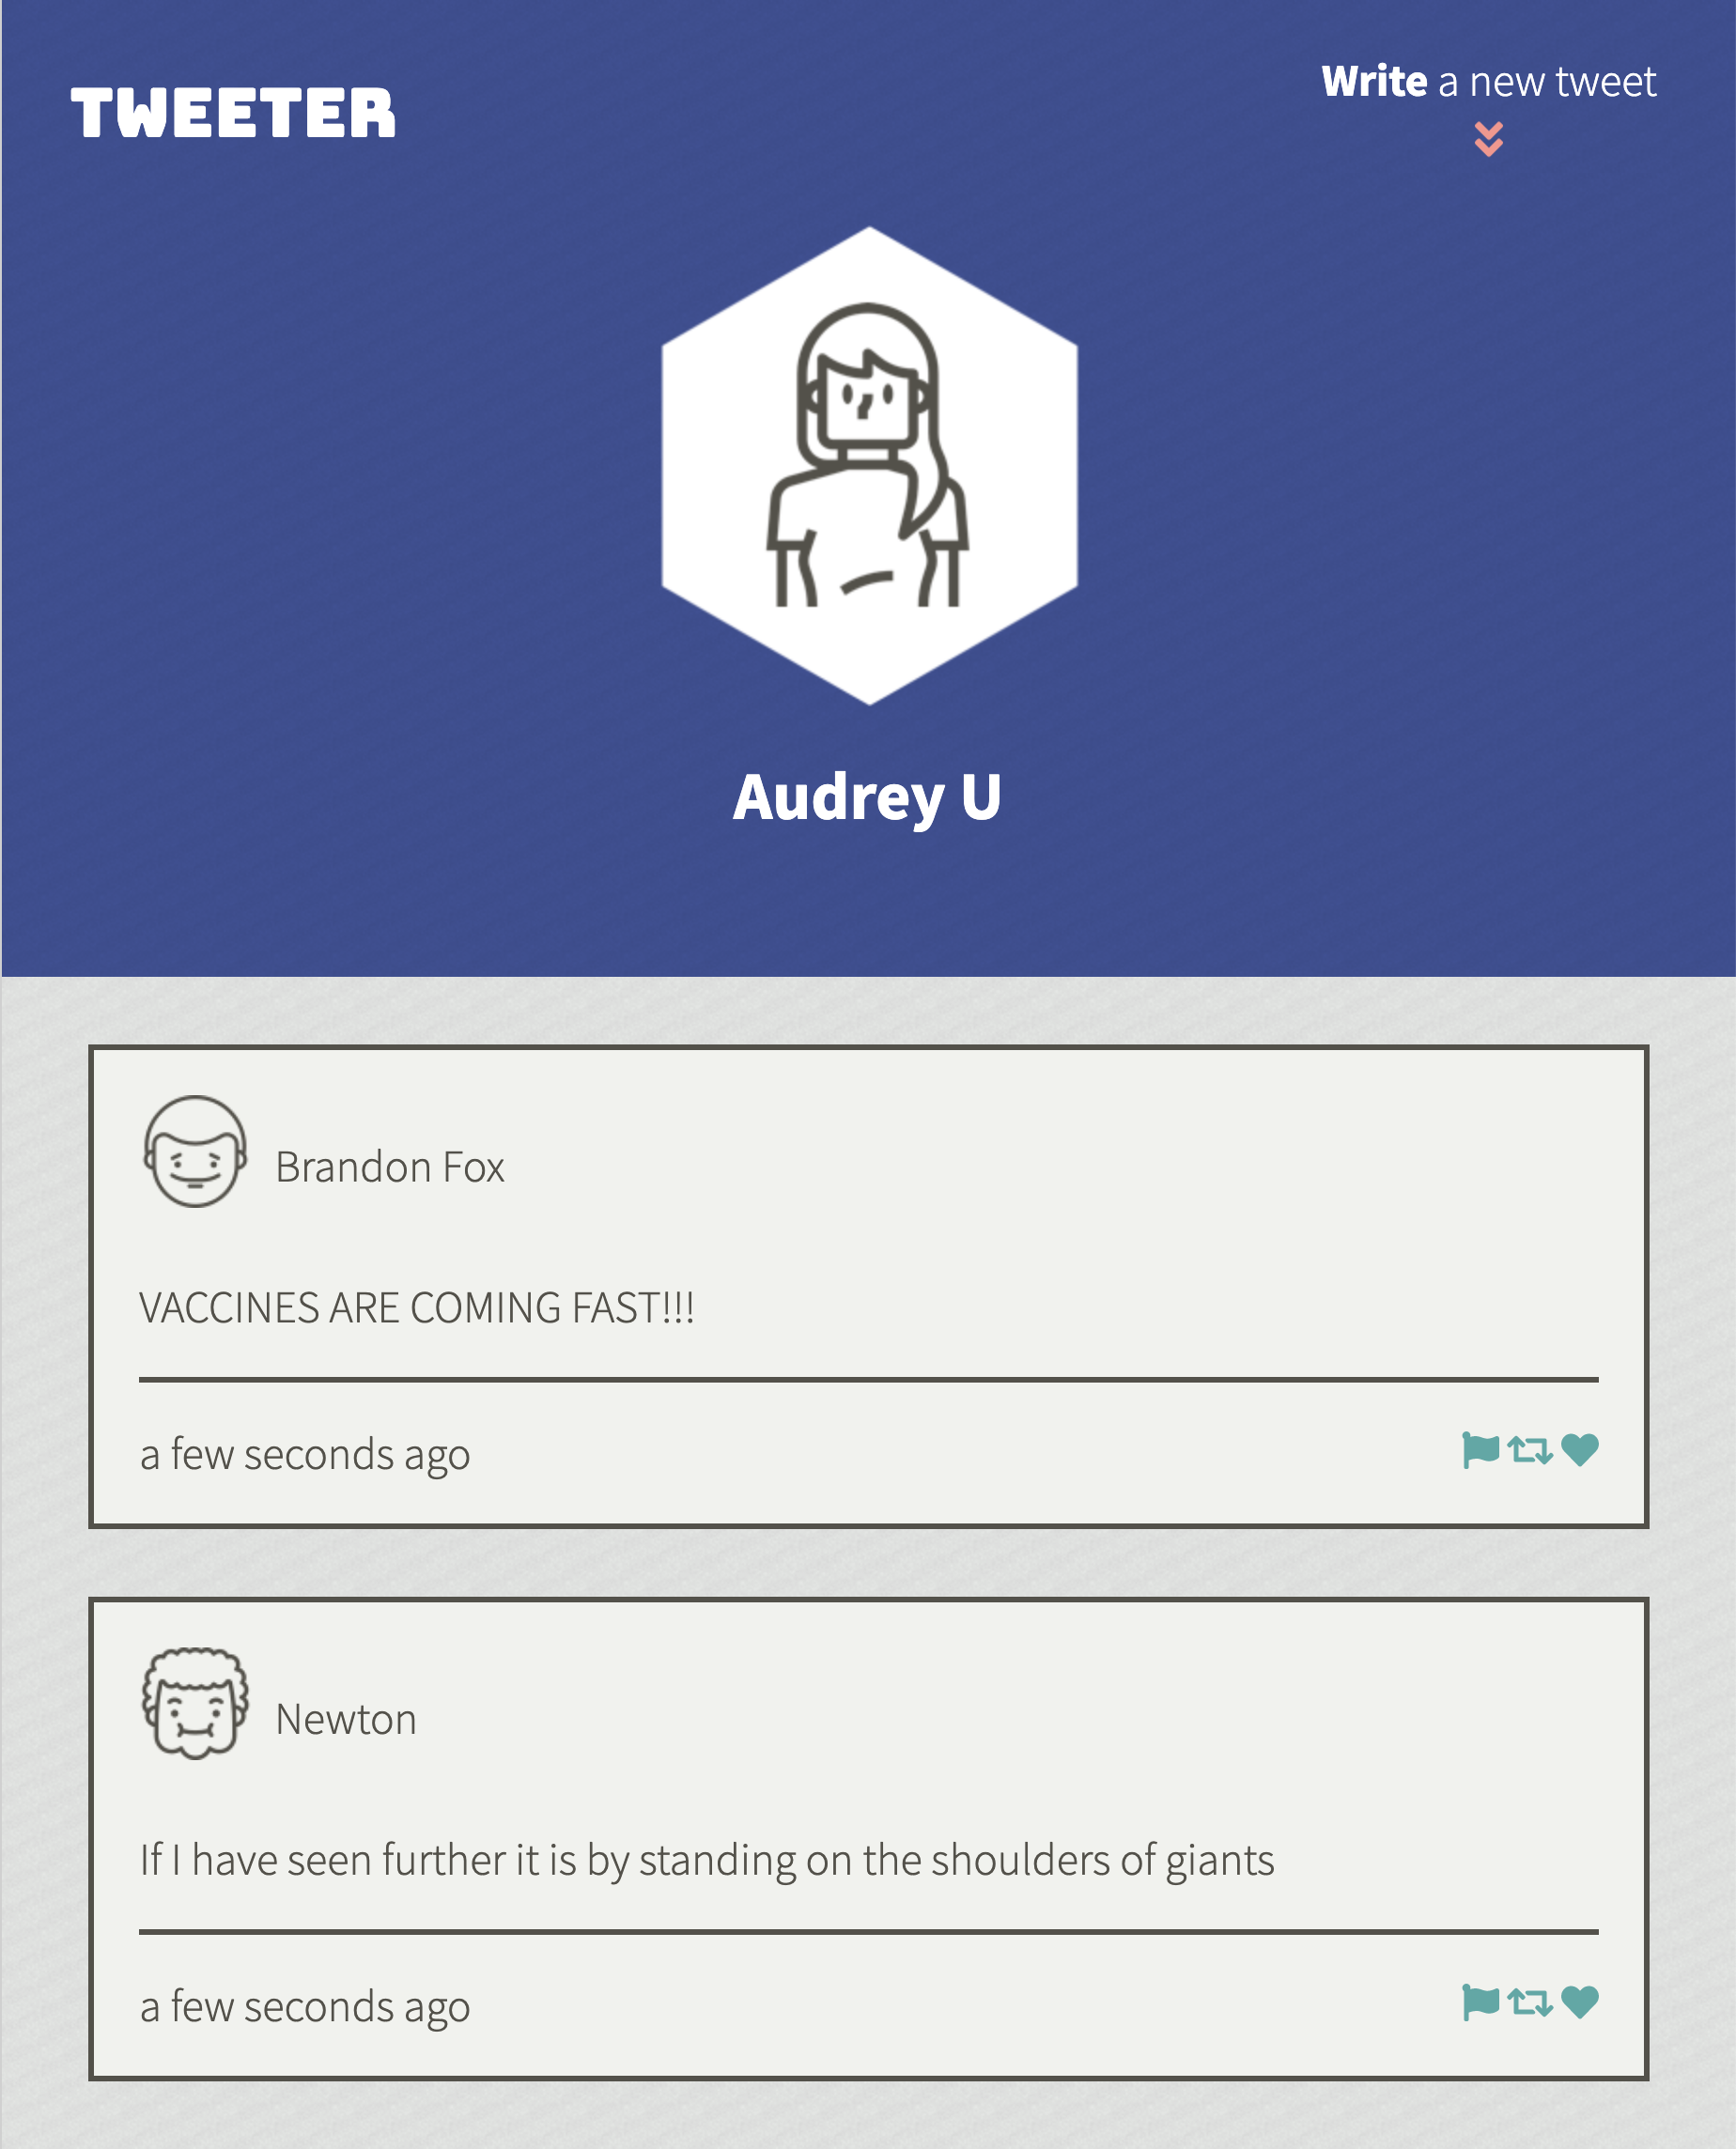 TWEETER
Write a new tweet
Audrey U
Brandon Fox
VACCINES ARE COMING FAST!!!
a few seconds ago
Newton
If I have seen further it is by standing on the shoulders of giants
a few seconds ago